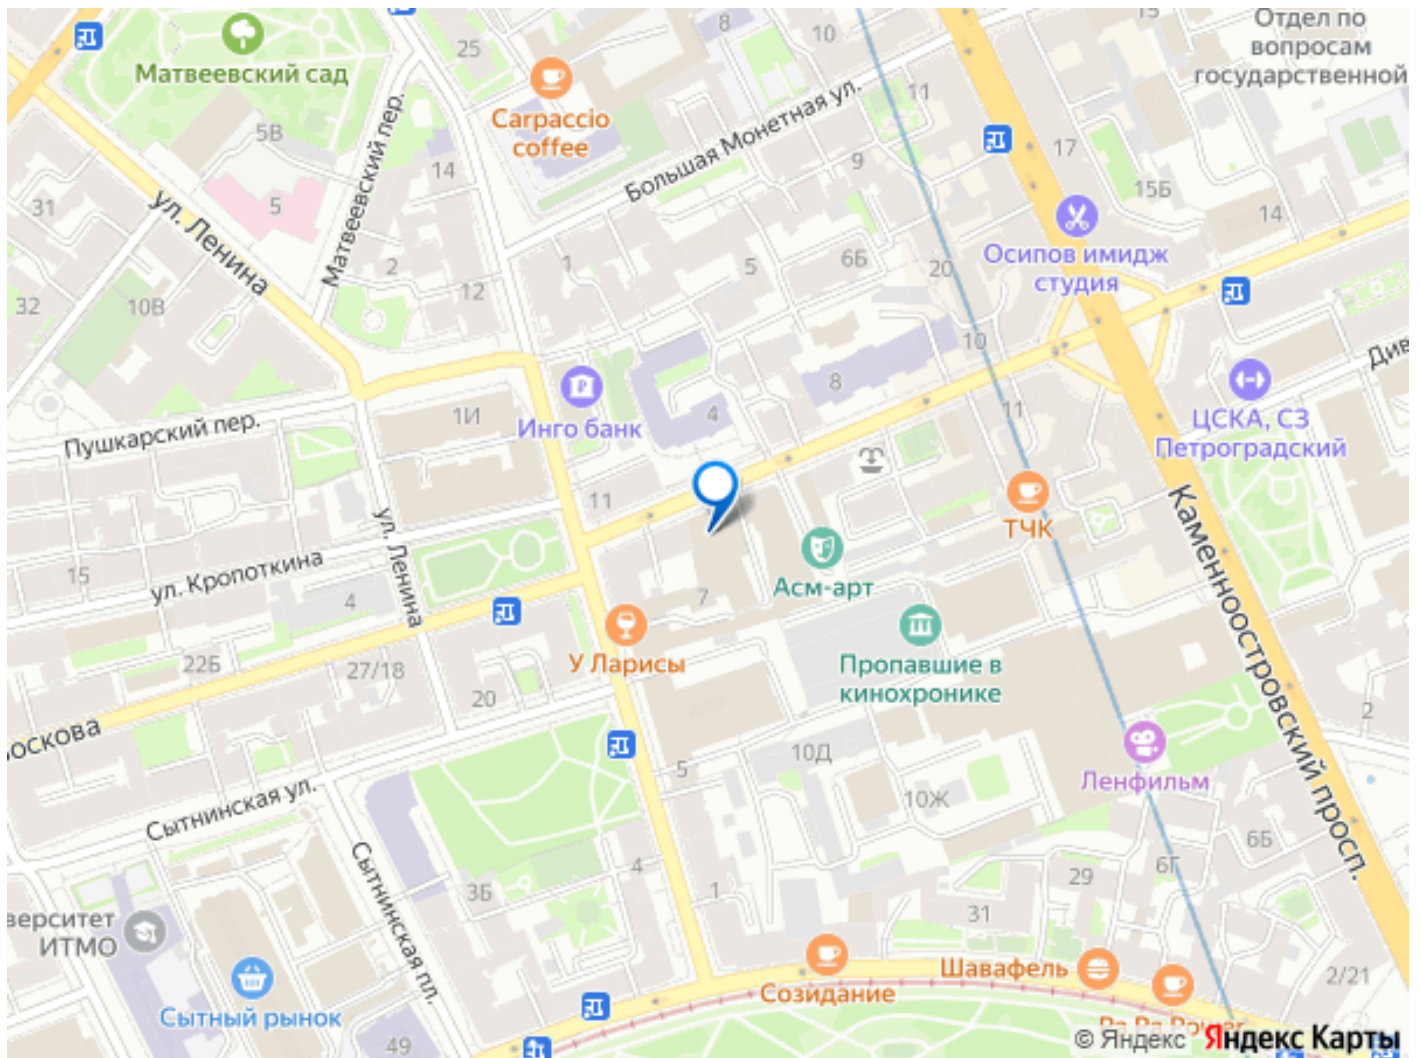 Отдел по
вопросам
государственной
8
10
15
25
Матвеевский сад
Carpaccio
coffee
5В
Матвеевский пер.
Большая Монетная ул.
11
17
9
14
15Б
31
5
ул. Ленина
14
Осипов имидж
студия
2
1
5
6Б
20
12
32
10В
10
8
Див
1И
Инго банк
4
11
ЦСКА, СЗ
Петроградский
Пушкарский пер.
11
ТЧК
Каменноостровский просп.
ул. Ленина
15
ул. Кропоткина
4
Асм-арт
7
У Ларисы
Пропавшие в
кинохронике
22Б
27/18
20
2
оскова
10Д
5
Ленфильм
10Ж
Сытнинская ул.
6Б
4
6Г
29
3Б
1
31
Сытнинская пл.
верситет
ИТМО
Шавафель
2/21
Созидание
Сытный рынок
49
© Яндекс Яндекс Карты